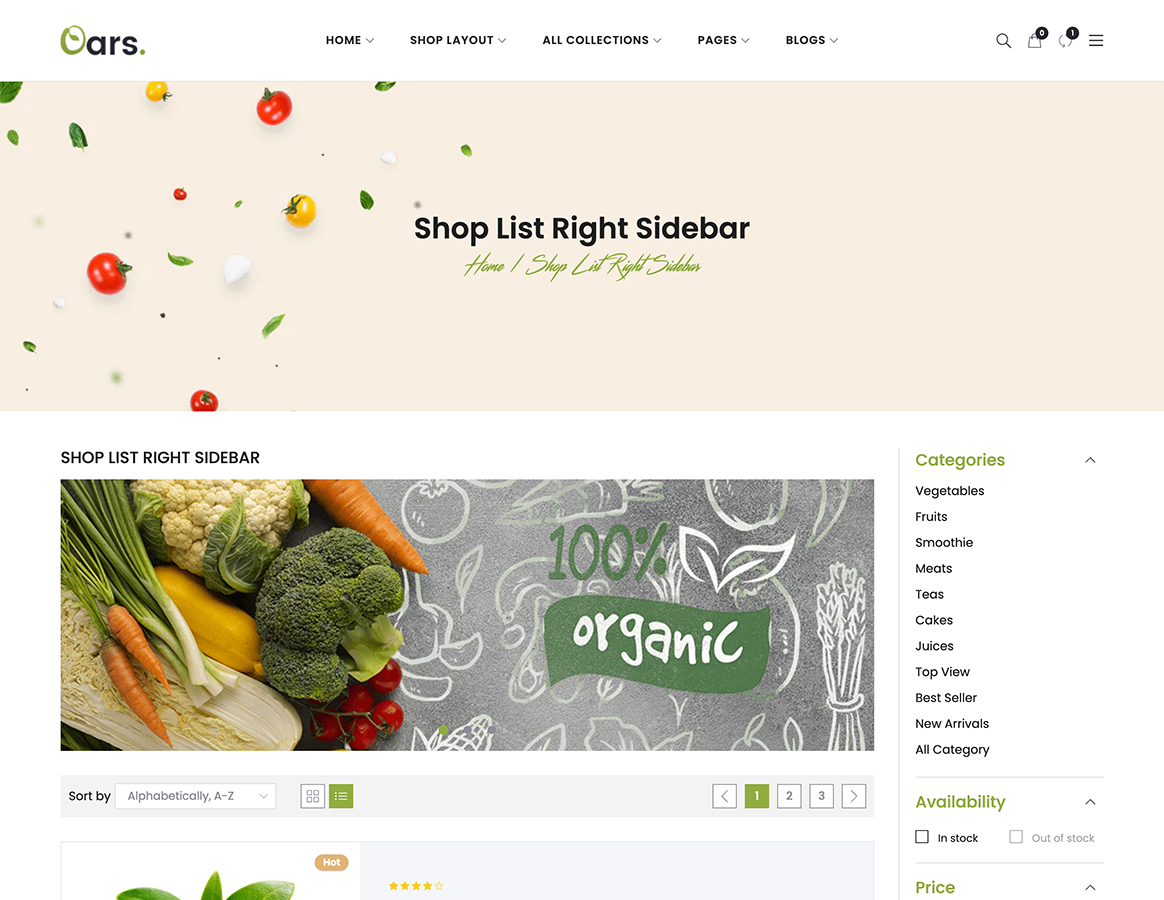 Oars.
HOME
SHOP LAYOUT
ALL COLLECTIONS
PAGES
BLOGS
0
1
Shop List Right Sidebar
Home / Shop List Right Sidebar
SHOP LIST RIGHT SIDEBAR
100%
organic
Sort by
Alphabetically, A-Z
1
2
3
Hot
Categories
Vegetables
Fruits
Smoothie
Meats
Teas
Cakes
Juices
Top View
Best Seller
New Arrivals
All Category
Availability
In stock
Out of stock
Price